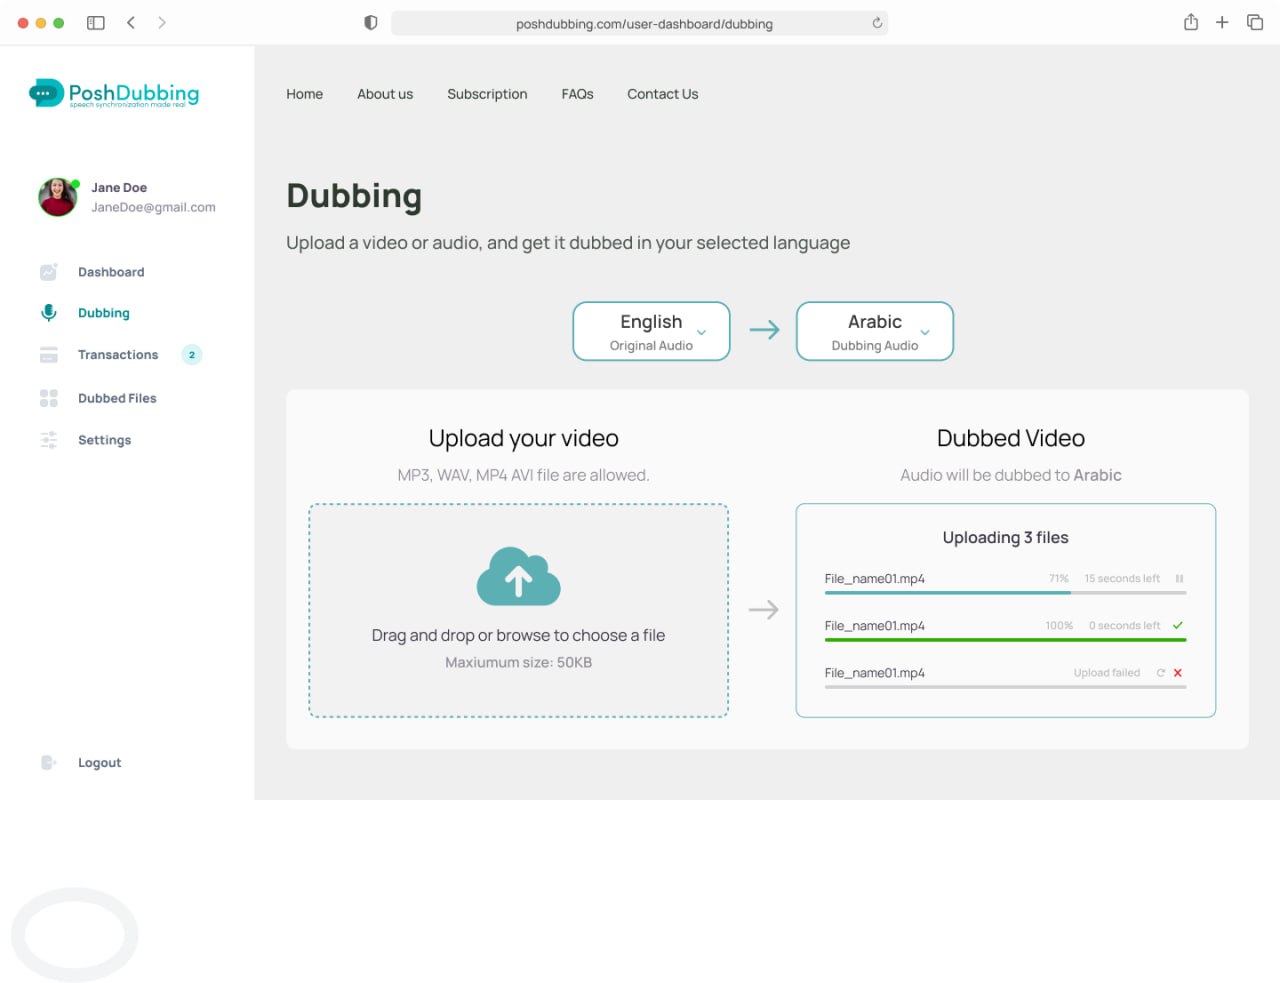 poshdubbing.com/user-dashboard/dubbing
PoshDubbing
speech synchronization made real
Home
About us
Subscription
FAQs
Contact Us
Jane Doe
JaneDoe@gmail.com
Dashboard
Dubbing
Transactions 2
Dubbed Files
Settings
Logout
Dubbing
Upload a video or audio, and get it dubbed in your selected language
English
Original Audio
Arabic
Dubbing Audio
Upload your video
MP3, WAV, MP4 AVI file are allowed.
Drag and drop or browse to choose a file
Maxiumum size: 50KB
Dubbed Video
Audio will be dubbed to Arabic
Uploading 3 files
File_name01.mp4 71% 15 seconds left
File_name01.mp4 100% 0 seconds left
File_name01.mp4 Upload failed